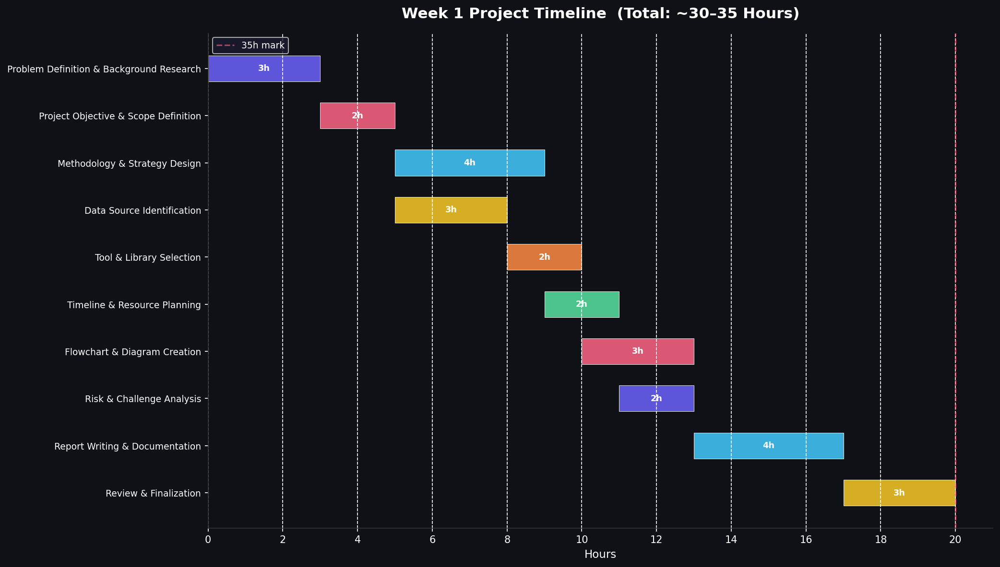 Week 1 Project Timeline  (Total: ~30–35 Hours)
35h mark
Problem Definition & Background Research
3h
Project Objective & Scope Definition
2h
Methodology & Strategy Design
4h
Data Source Identification
3h
Tool & Library Selection
2h
Timeline & Resource Planning
2h
Flowchart & Diagram Creation
3h
Risk & Challenge Analysis
2h
Report Writing & Documentation
4h
Review & Finalization
3h
0 2 4 6 8 10 12 14 16 18 20
Hours